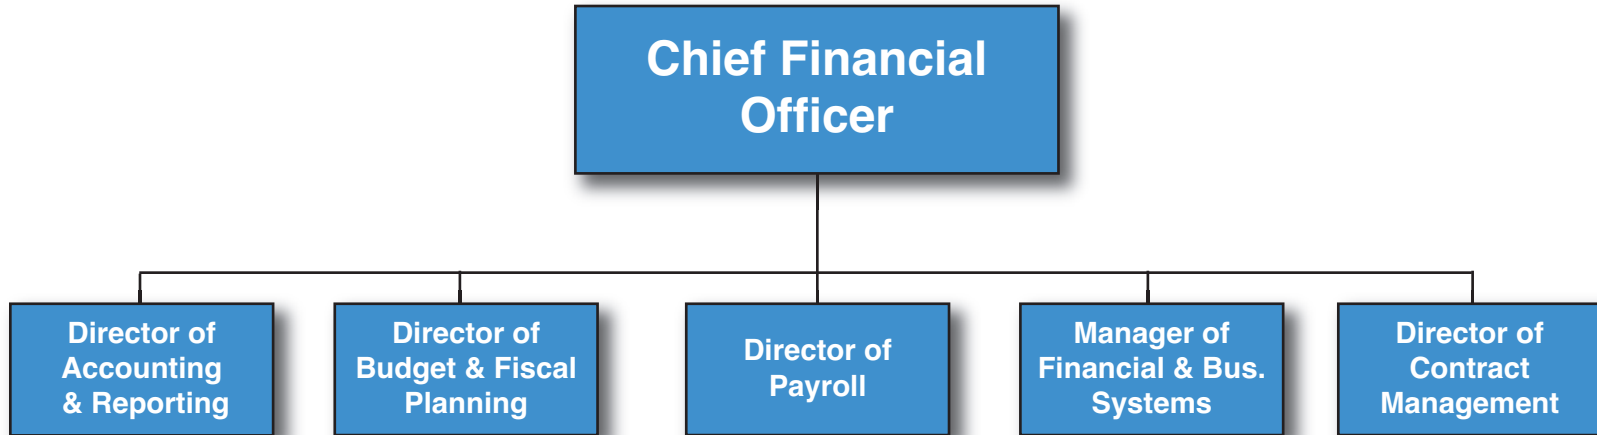 Chief Financial
Officer
Director of
Accounting
& Reporting
Director of
Budget & Fiscal
Planning
Director of
Payroll
Manager of
Financial & Bus.
Systems
Director of
Contract
Management